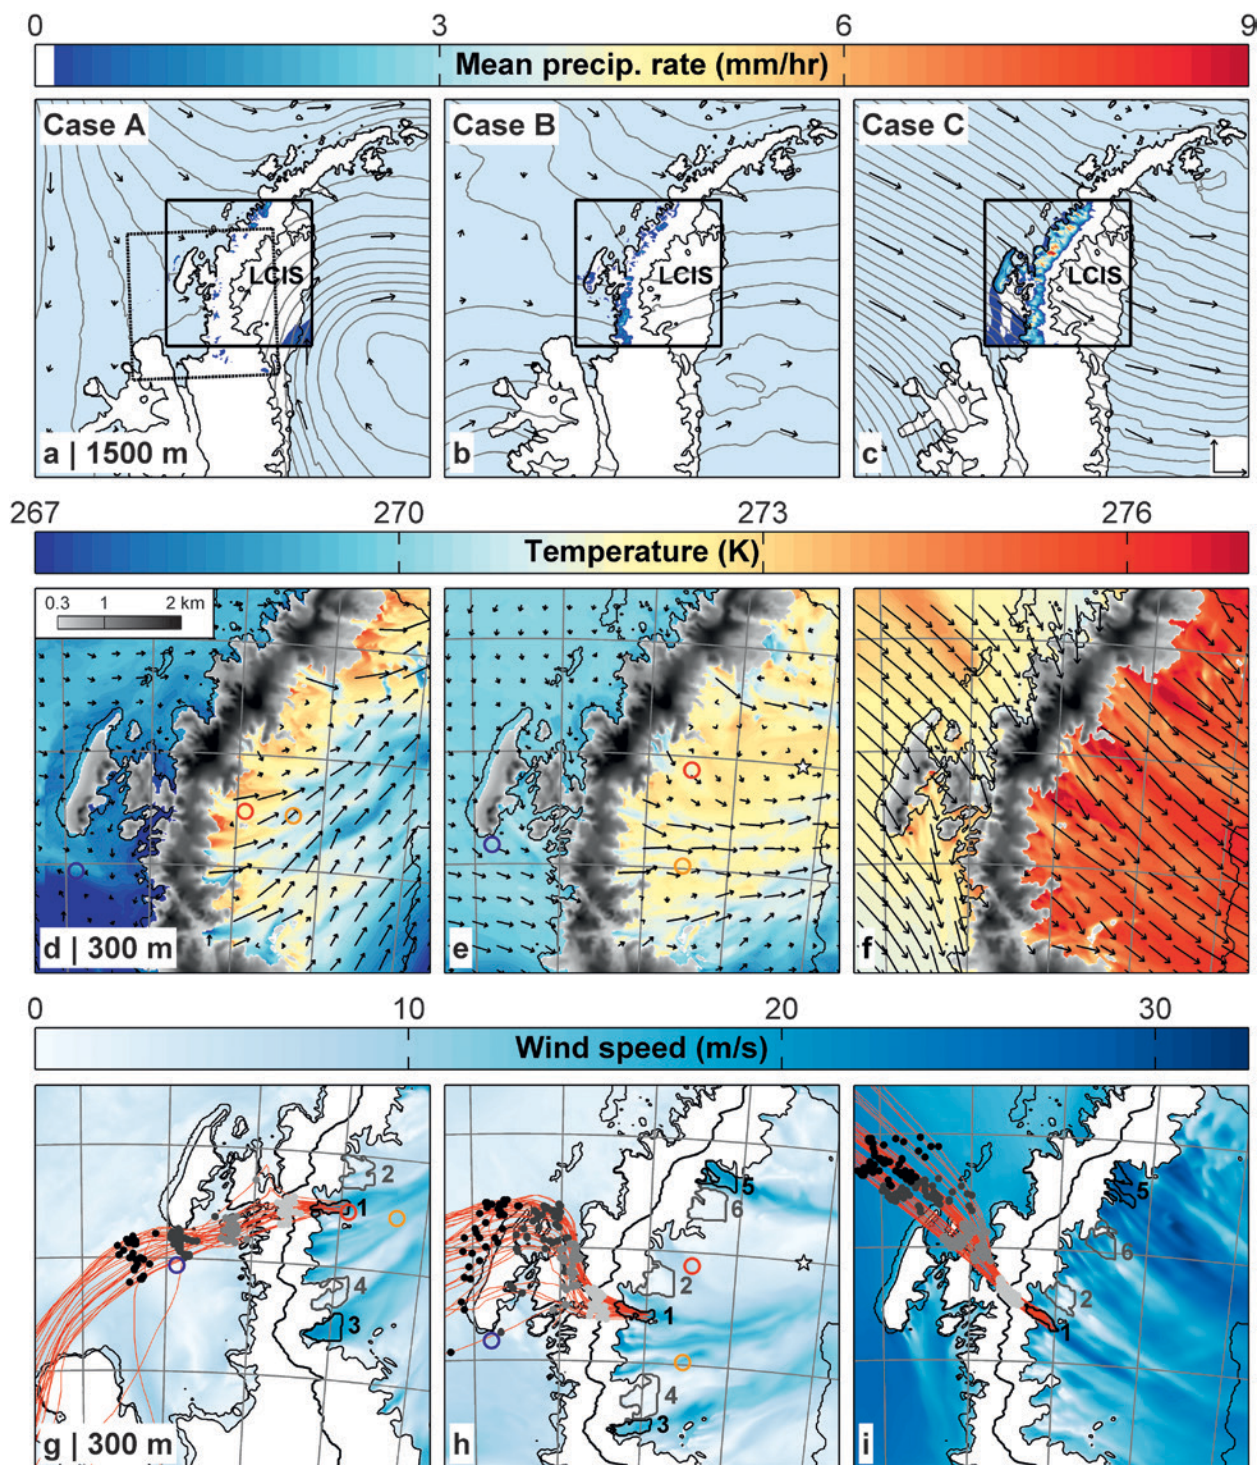 0 3 6 9
Mean precip. rate (mm/hr)
Case A Case B Case C
LCIS LCIS LCIS
a | 1500 m b c
267 270 273 276
Temperature (K)
0.3 1 2 km
d | 300 m e f
0 10 20 30
Wind speed (m/s)
2 1 4 3
5 6 2 1 4 3
5 6 2 1
g | 300 m h i